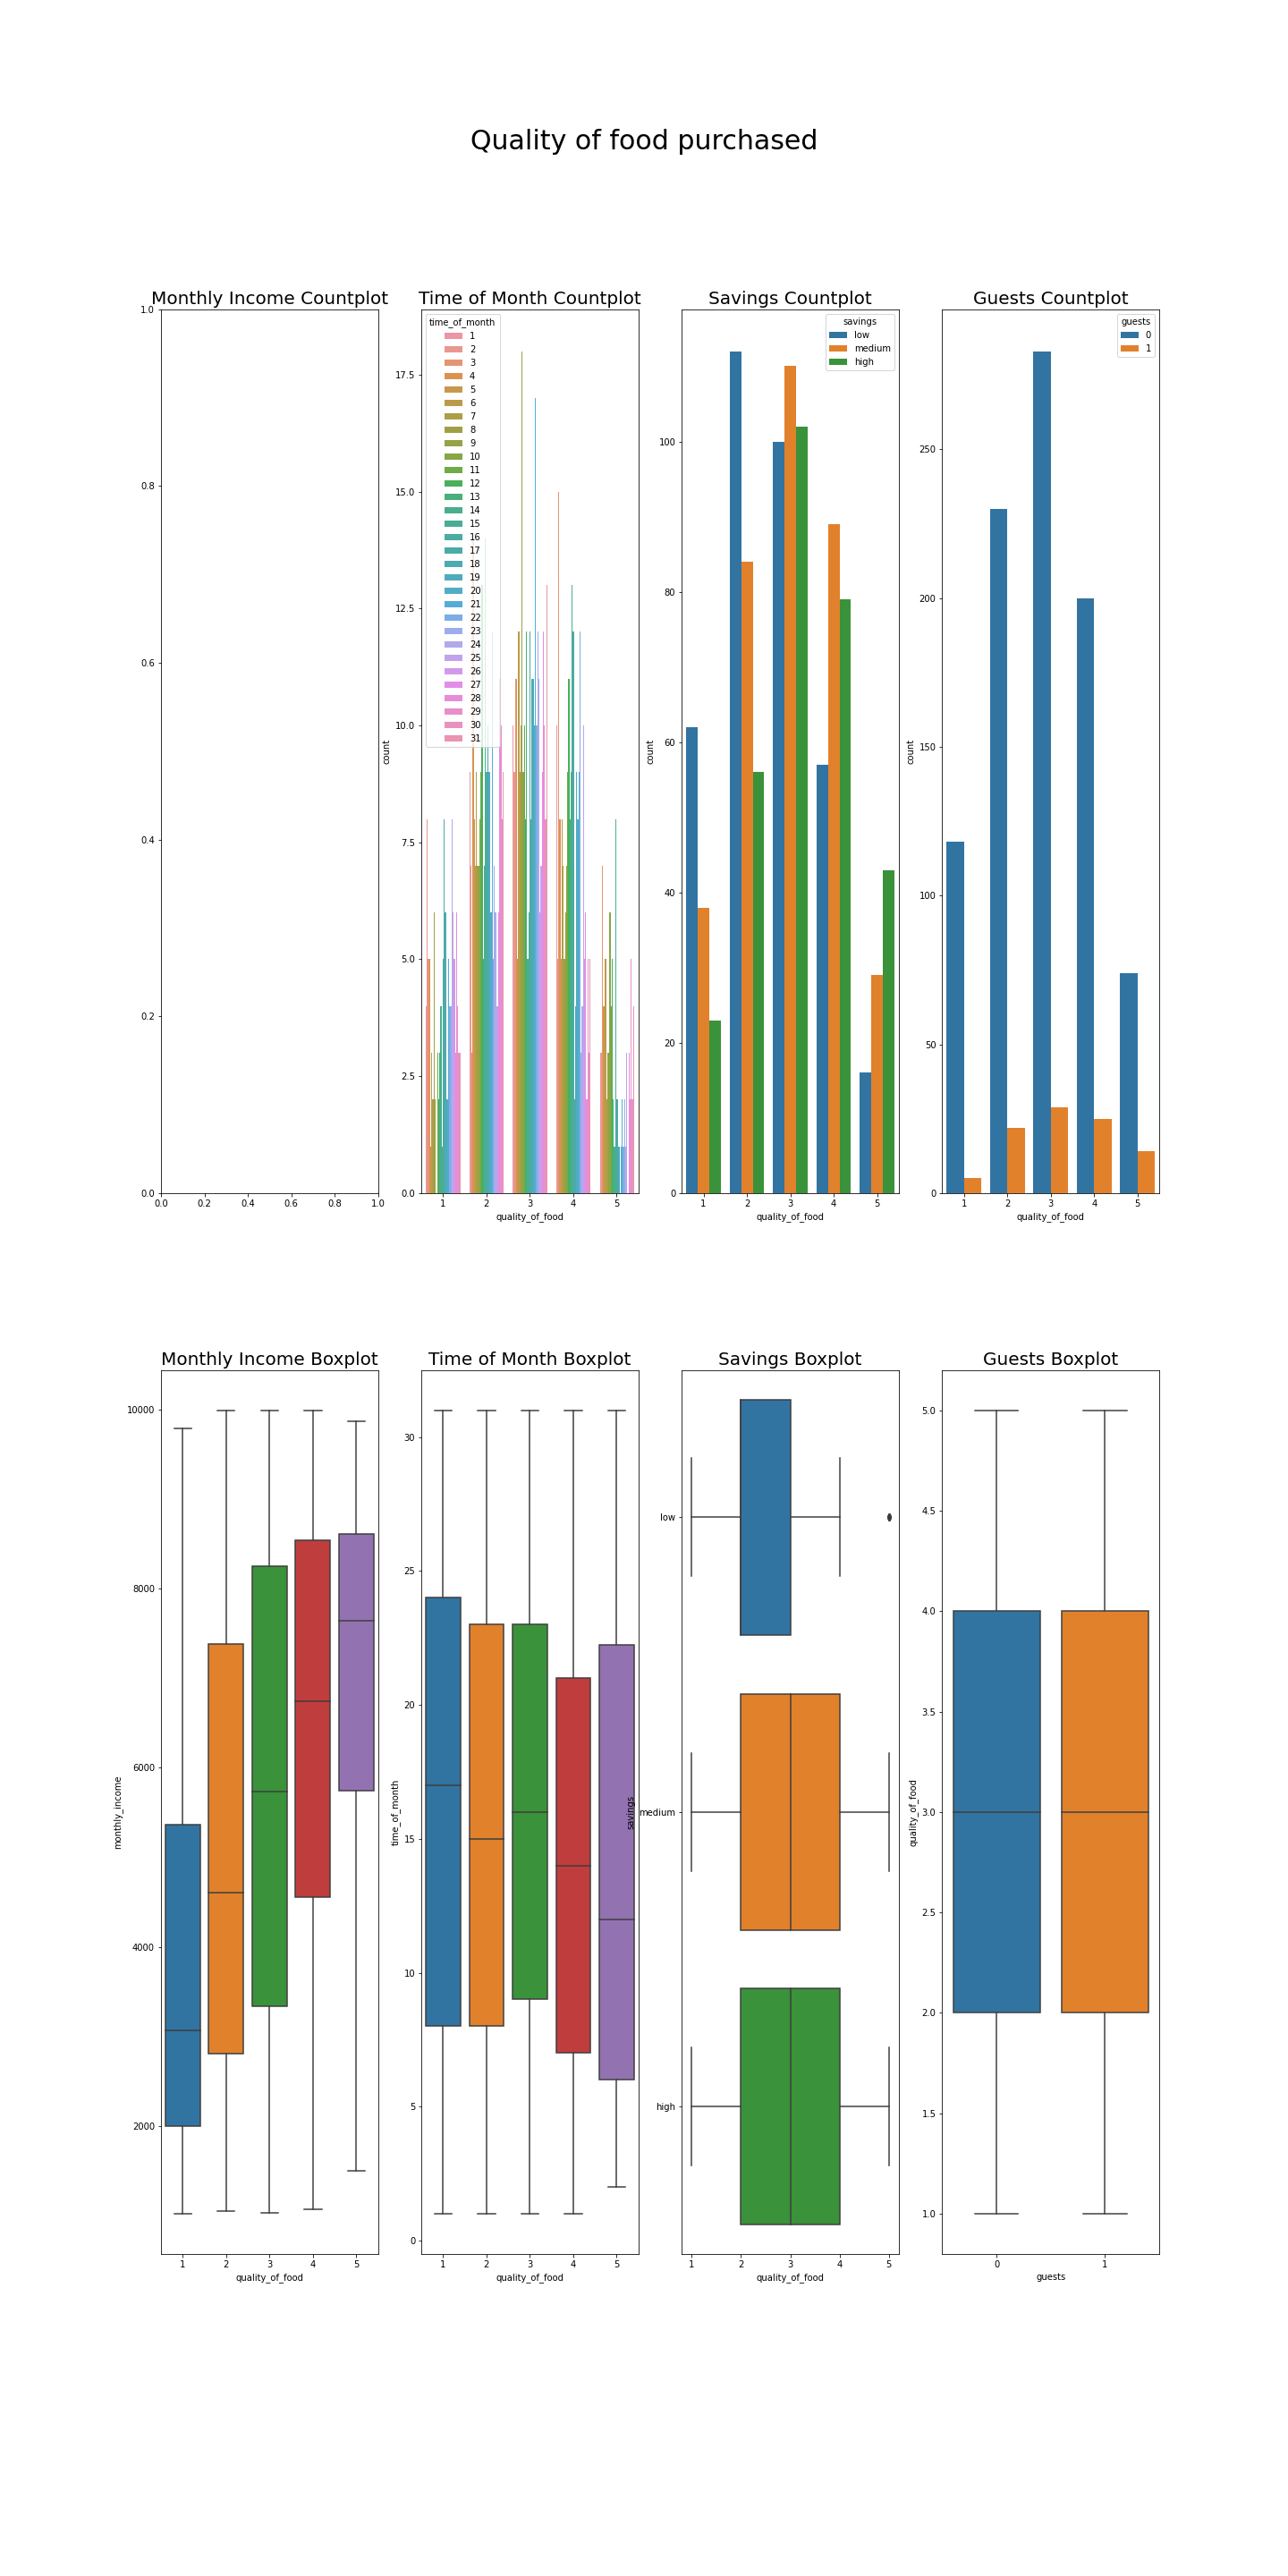 Quality of food purchased
Monthly Income Countplot
1.0
0.8
0.6
0.4
0.2
0.0
0.0 0.2 0.4 0.6 0.8 1.0
Time of Month Countplot
time_of_month
1
2
3
4
5
6
7
8
9
10
11
12
13
14
15
16
17
18
19
20
21
22
23
24
25
26
27
28
29
30
31
count
17.5
15.0
12.5
10.0
7.5
5.0
2.5
0.0
1 2 3 4 5
quality_of_food
Savings Countplot
savings
low
medium
high
count
100
80
60
40
20
0
1 2 3 4 5
quality_of_food
Guests Countplot
guests
0
1
count
250
200
150
100
50
0
1 2 3 4 5
quality_of_food
Monthly Income Boxplot
monthly_income
10000
8000
6000
4000
2000
1 2 3 4 5
quality_of_food
Time of Month Boxplot
time_of_month
30
25
20
15
10
5
0
1 2 3 4 5
quality_of_food
Savings Boxplot
savings
low
medium
high
1 2 3 4 5
quality_of_food
Guests Boxplot
quality_of_food
5.0
4.5
4.0
3.5
3.0
2.5
2.0
1.5
1.0
0 1
guests